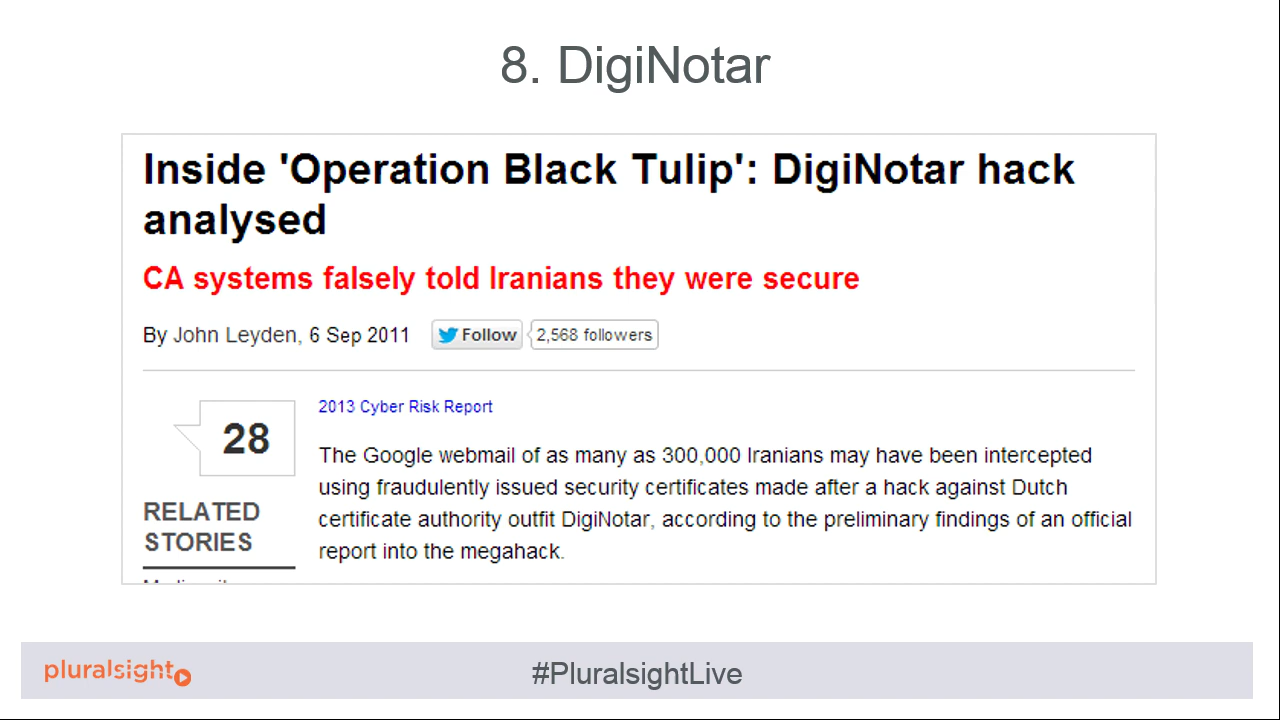 8. DigiNotar
Inside 'Operation Black Tulip': DigiNotar hack
analysed
CA systems falsely told Iranians they were secure
By John Leyden, 6 Sep 2011 Follow 2,568 followers
28
2013 Cyber Risk Report
The Google webmail of as many as 300,000 Iranians may have been intercepted
using fraudulently issued security certificates made after a hack against Dutch
certificate authority outfit DigiNotar, according to the preliminary findings of an official
report into the megahack.
RELATED
STORIES
pluralsight
#PluralsightLive